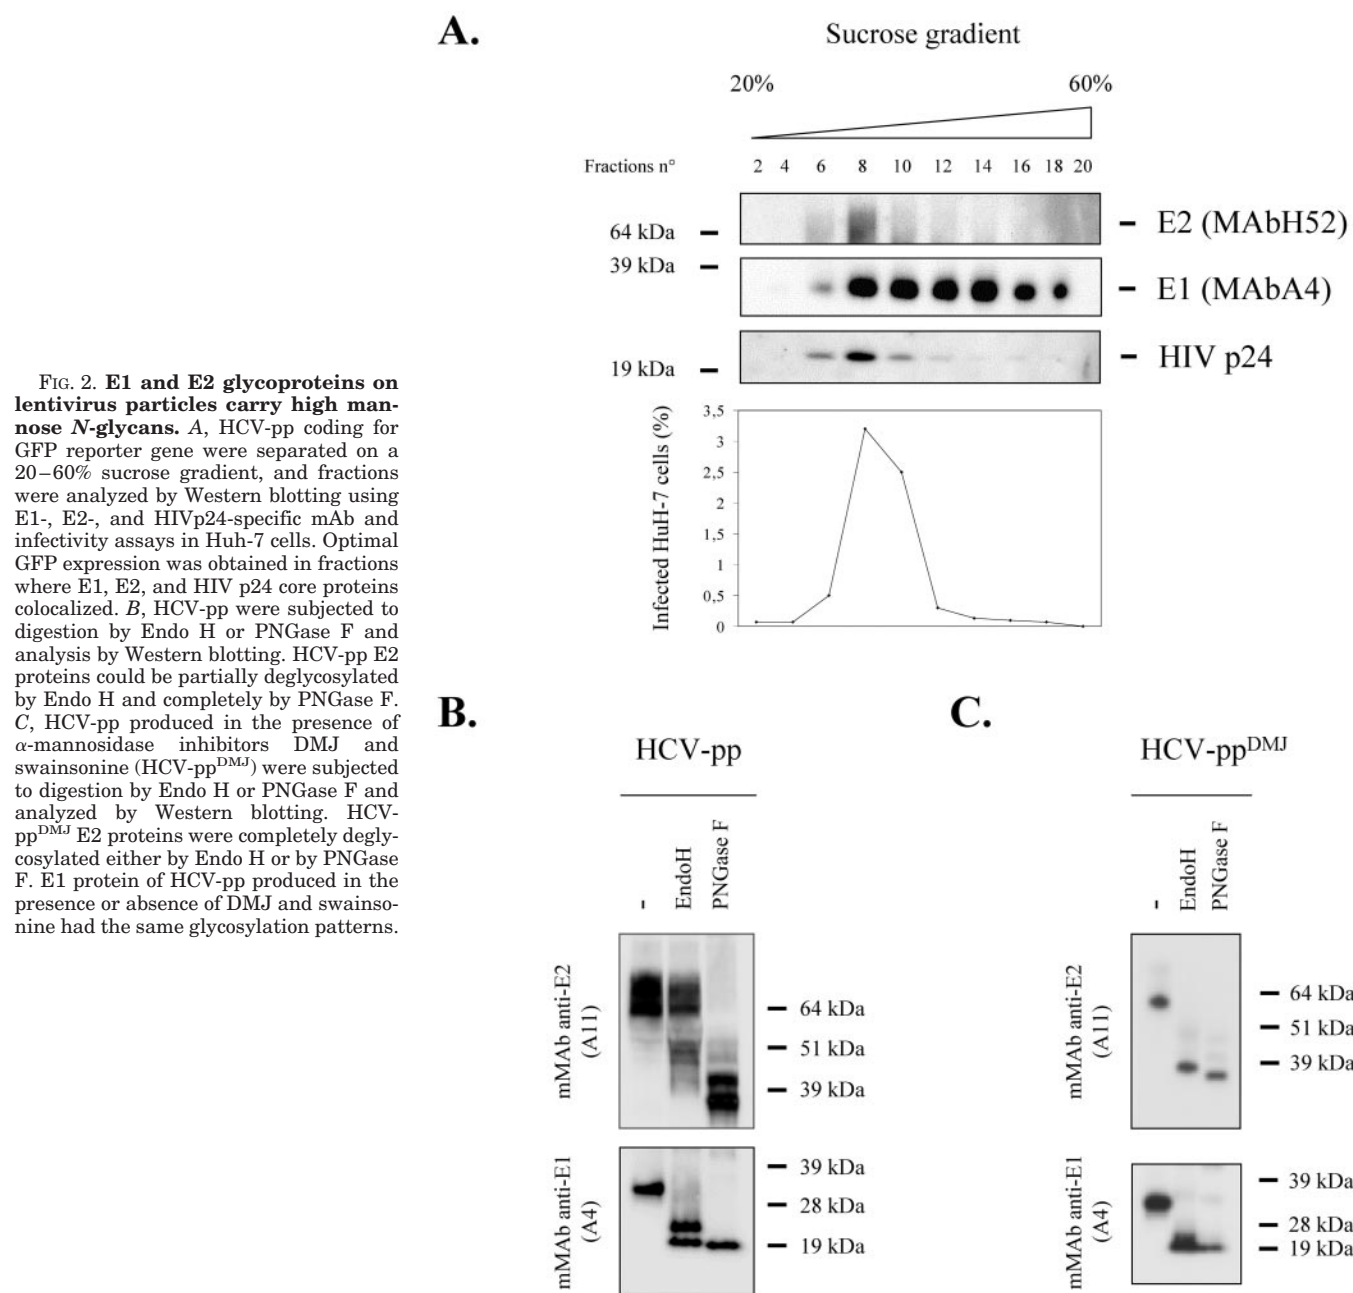 FIG. 2. E1 and E2 glycoproteins on
lentivirus particles carry high man-
nose N-glycans. A, HCV-pp coding for
GFP reporter gene were separated on a
20–60% sucrose gradient, and fractions
were analyzed by Western blotting using
E1-, E2-, and HIVp24-specific mAb and
infectivity assays in Huh-7 cells. Optimal
GFP expression was obtained in fractions
where E1, E2, and HIV p24 core proteins
colocalized. B, HCV-pp were subjected to
digestion by Endo H or PNGase F and
analysis by Western blotting. HCV-pp E2
proteins could be partially deglycosylated
by Endo H and completely by PNGase F.
C, HCV-pp produced in the presence of
α-mannosidase inhibitors DMJ and
swainsonine (HCV-ppDMJ) were subjected
to digestion by Endo H or PNGase F and
analyzed by Western blotting. HCV-
ppDMJ E2 proteins were completely degly-
cosylated either by Endo H or by PNGase
F. E1 protein of HCV-pp produced in the
presence or absence of DMJ and swainso-
nine had the same glycosylation patterns.
A.
Sucrose gradient
20% 60%
Fractions n° 2 4 6 8 10 12 14 16 18 20
64 kDa – – E2 (MAbH52)
39 kDa –
– E1 (MAbA4)
19 kDa – – HIV p24
Infected HuH-7 cells (%)
3,5
3
2,5
2
1,5
1
0,5
0
B.
HCV-pp
- EndoH PNGase F
mMAb anti-E2
(A11)
– 64 kDa
– 51 kDa
– 39 kDa
mMAb anti-E1
(A4)
– 39 kDa
– 28 kDa
– 19 kDa
C.
HCV-ppDMJ
- EndoH PNGase F
mMAb anti-E2
(A11)
– 64 kDa
– 51 kDa
– 39 kDa
mMAb anti-E1
(A4)
– 39 kDa
– 28 kDa
– 19 kDa